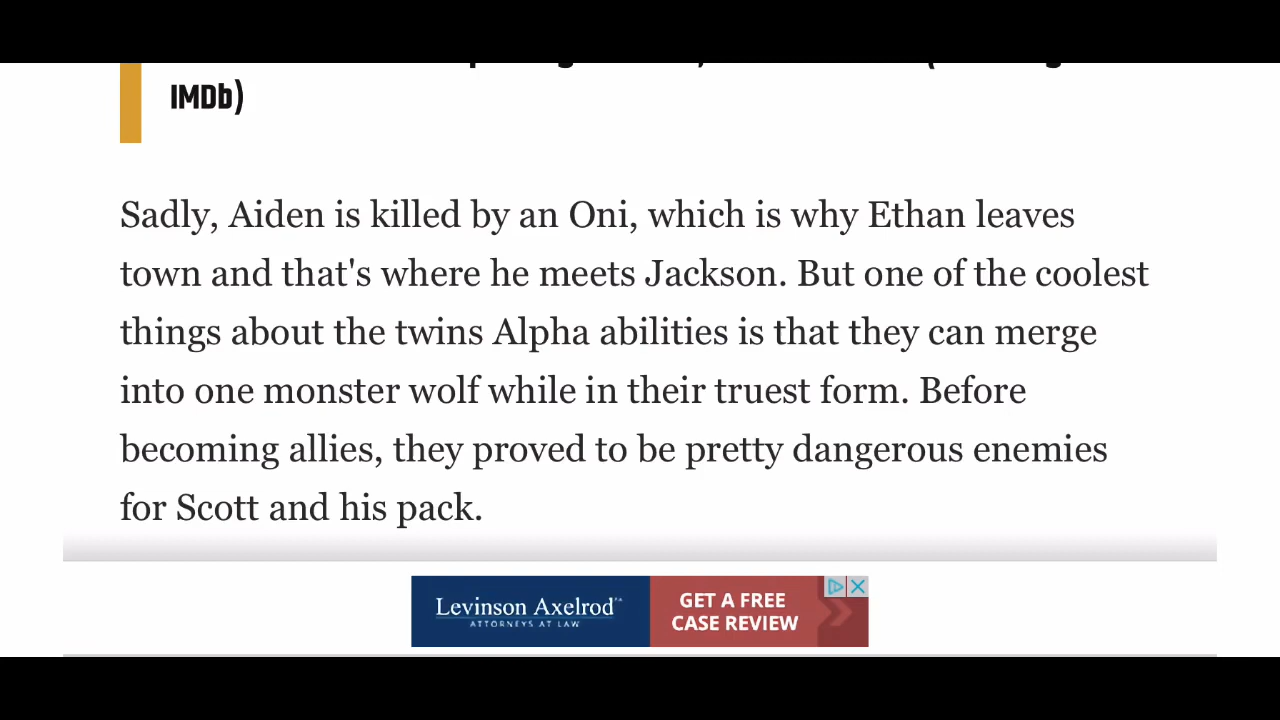 IMDb)
Sadly, Aiden is killed by an Oni, which is why Ethan leaves
town and that's where he meets Jackson. But one of the coolest
things about the twins Alpha abilities is that they can merge
into one monster wolf while in their truest form. Before
becoming allies, they proved to be pretty dangerous enemies
for Scott and his pack.
Levinson Axelrod
ATTORNEYS AT LAW
GET A FREE
CASE REVIEW